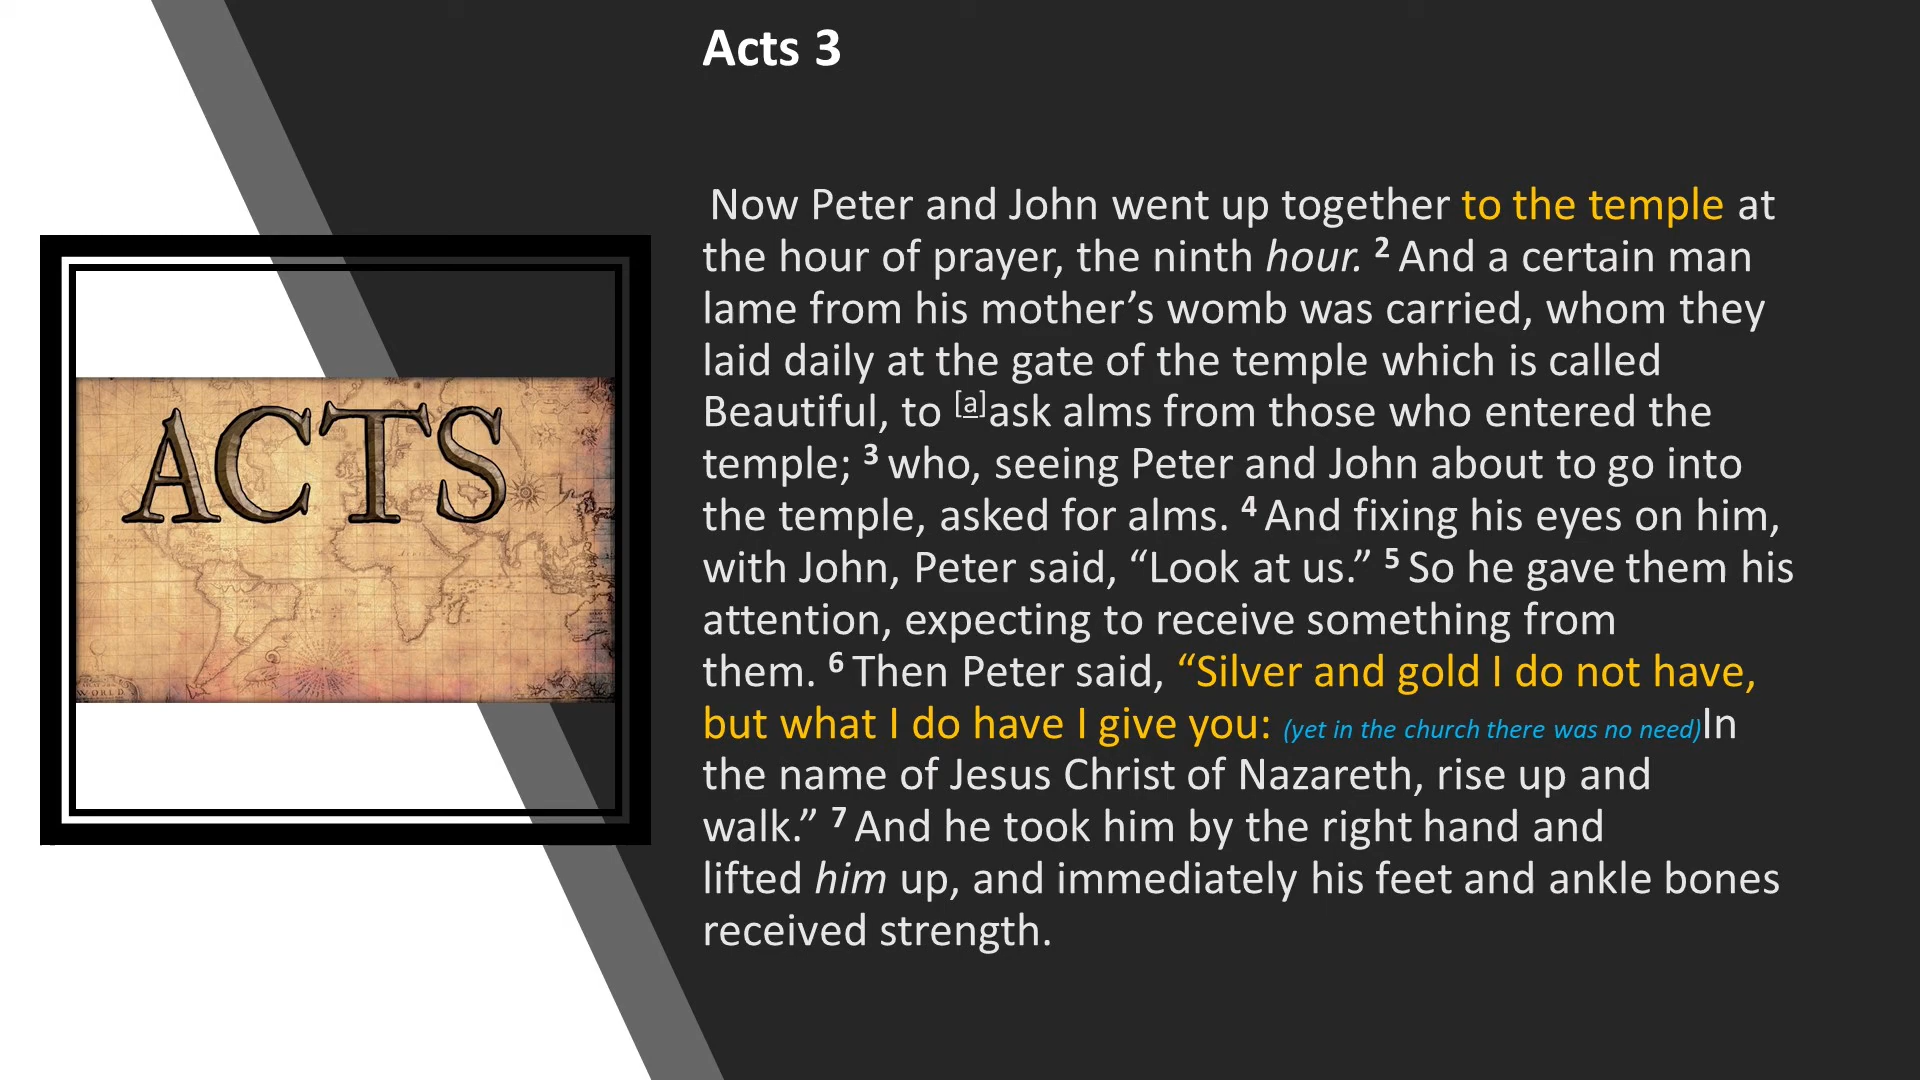 Acts 3
Now Peter and John went up together to the temple at
the hour of prayer, the ninth hour. 2 And a certain man
lame from his mother’s womb was carried, whom they
laid daily at the gate of the temple which is called
Beautiful, to [a]ask alms from those who entered the
temple; 3 who, seeing Peter and John about to go into
the temple, asked for alms. 4 And fixing his eyes on him,
with John, Peter said, “Look at us.” 5 So he gave them his
attention, expecting to receive something from
them. 6 Then Peter said, “Silver and gold I do not have,
but what I do have I give you: (yet in the church there was no need)In
the name of Jesus Christ of Nazareth, rise up and
walk.” 7 And he took him by the right hand and
lifted him up, and immediately his feet and ankle bones
received strength.
ACTS
WORLD